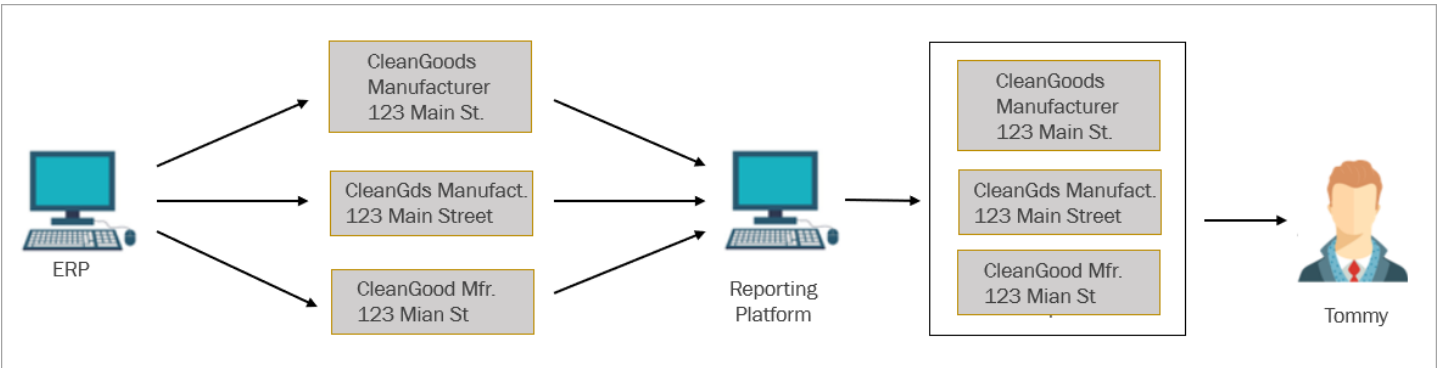 ERP
CleanGoods
Manufacturer
123 Main St.
CleanGds Manufact.
123 Main Street
CleanGood Mfr.
123 Mian St
Reporting
Platform
CleanGoods
Manufacturer
123 Main St.
CleanGds Manufact.
123 Main Street
CleanGood Mfr.
123 Mian St
Tommy